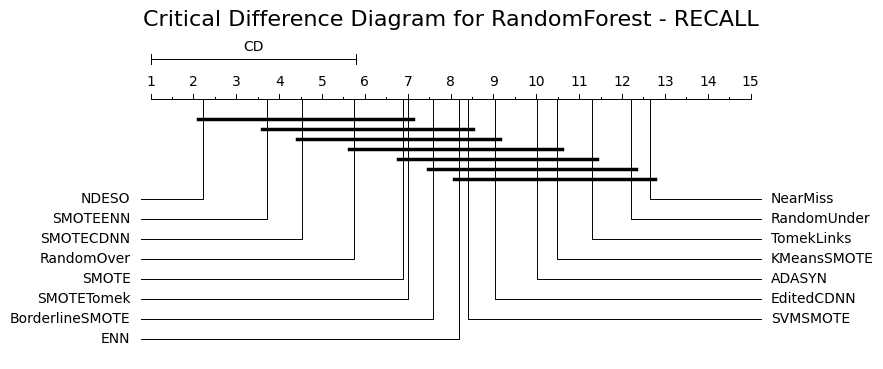 Critical Difference Diagram for RandomForest - RECALL
CD
1 2 3 4 5 6 7 8 9 10 11 12 13 14 15
NDESO NearMiss
SMOTEENN RandomUnder
SMOTECDNN TomekLinks
RandomOver KMeansSMOTE
SMOTE ADASYN
SMOTETomek EditedCDNN
BorderlineSMOTE SVMSMOTE
ENN